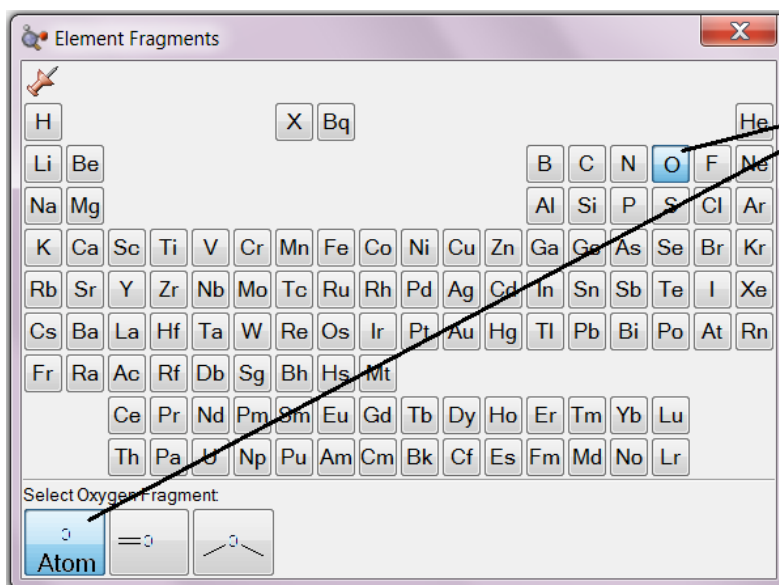 Element Fragments
X
H X Bq He
Li Be B C N O F Ne
Na Mg Al Si P S Cl Ar
K Ca Sc Ti V Cr Mn Fe Co Ni Cu Zn Ga Ge As Se Br Kr
Rb Sr Y Zr Nb Mo Tc Ru Rh Pd Ag Cd In Sn Sb Te I Xe
Cs Ba La Hf Ta W Re Os Ir Pt Au Hg Tl Pb Bi Po At Rn
Fr Ra Ac Rf Db Sg Bh Hs Mt
Ce Pr Nd Pm Sm Eu Gd Tb Dy Ho Er Tm Yb Lu
Th Pa U Np Pu Am Cm Bk Cf Es Fm Md No Lr
Select Oxygen Fragment:
O =O O
Atom